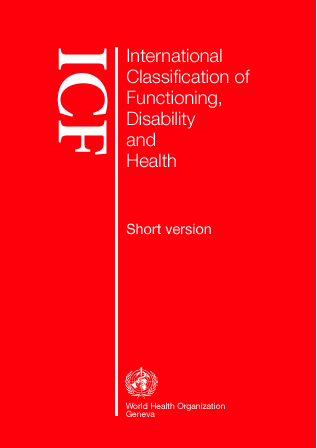 ICF
International
Classification of
Functioning,
Disability
and
Health
Short version
World Health Organization
Geneva